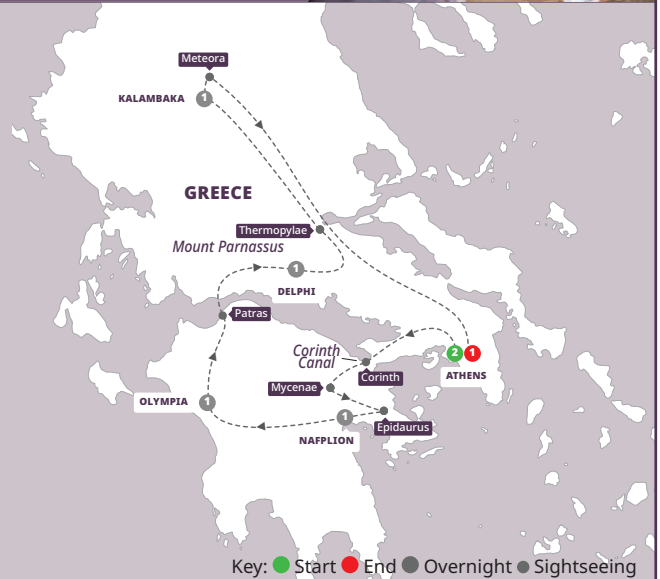 Meteora
1
KALAMBAKA
GREECE
Thermopylae
Mount Parnassus
1
DELPHI
Patras
Corinth
Canal
2
1
ATHENS
Corinth
Mycenae
1
OLYMPIA
1
Epidaurus
NAFPLION
Key: Start End Overnight Sightseeing